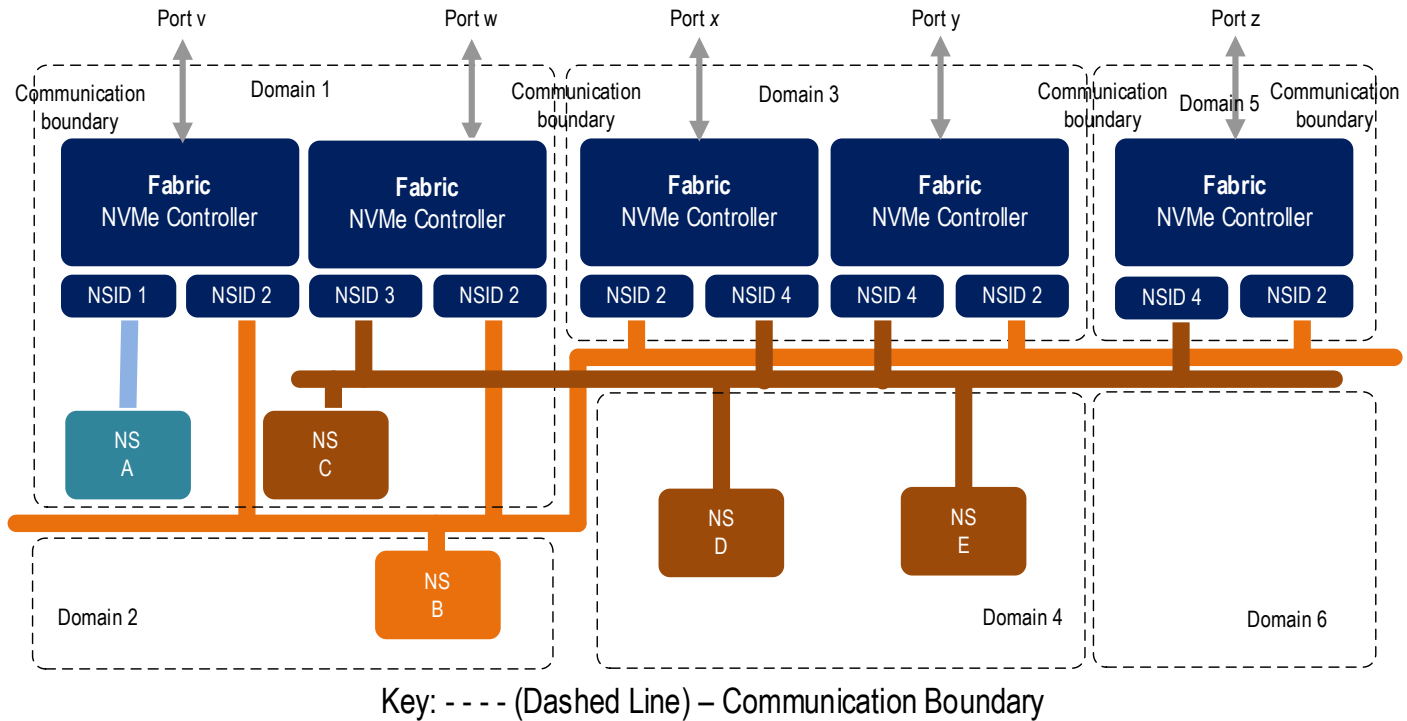 Port v
Port w
Port x
Port y
Port z
Communication
boundary
Domain 1
Communication
boundary
Domain 3
Communication
boundary
Domain 5
Communication
boundary
Fabric
NVMe Controller
Fabric
NVMe Controller
Fabric
NVMe Controller
Fabric
NVMe Controller
Fabric
NVMe Controller
NSID 1
NSID 2
NSID 3
NSID 2
NSID 2
NSID 4
NSID 4
NSID 2
NSID 4
NSID 2
NS
A
NS
C
NS
D
NS
E
NS
B
Domain 2
Domain 4
Domain 6
Key: - - - - (Dashed Line) – Communication Boundary